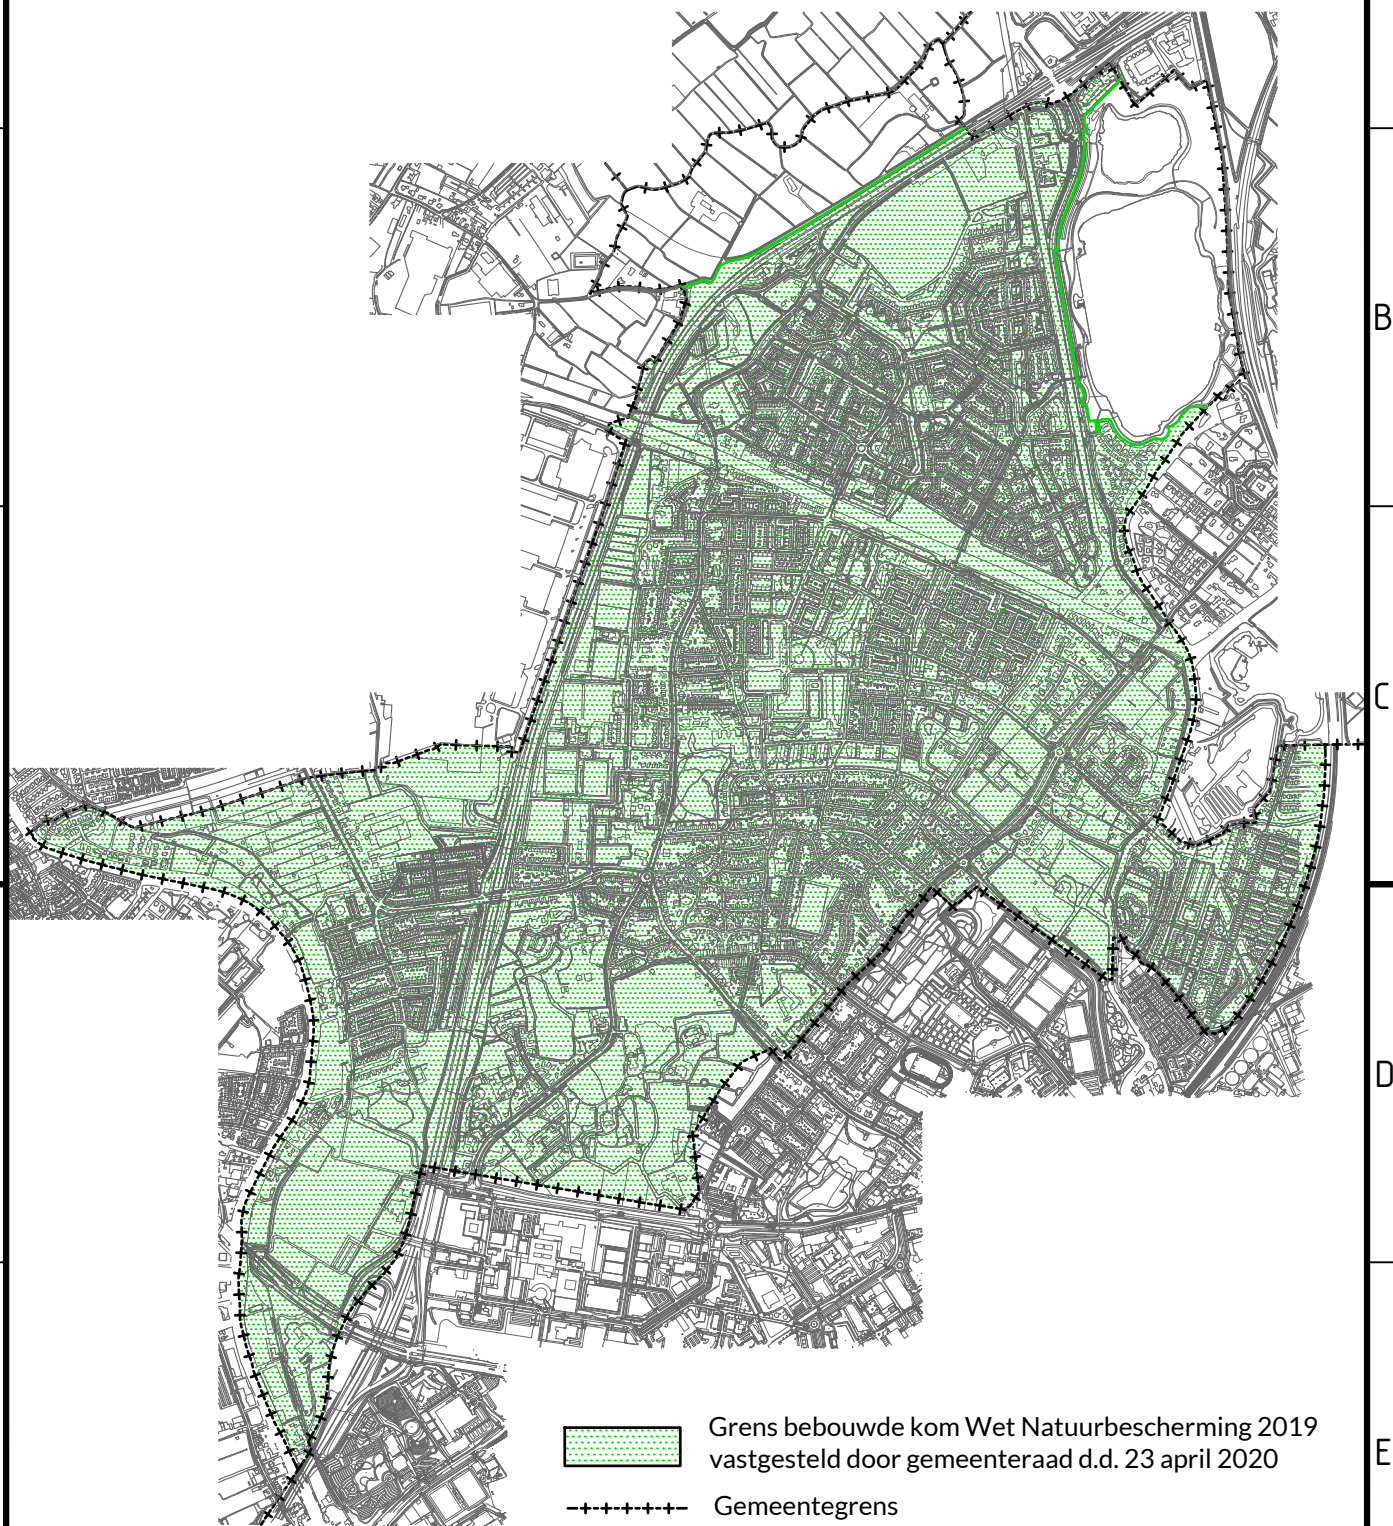 B
C
D
E
Grens bebouwde kom Wet Natuurbescherming 2019
vastgesteld door gemeenteraad d.d. 23 april 2020
Gemeentegrens